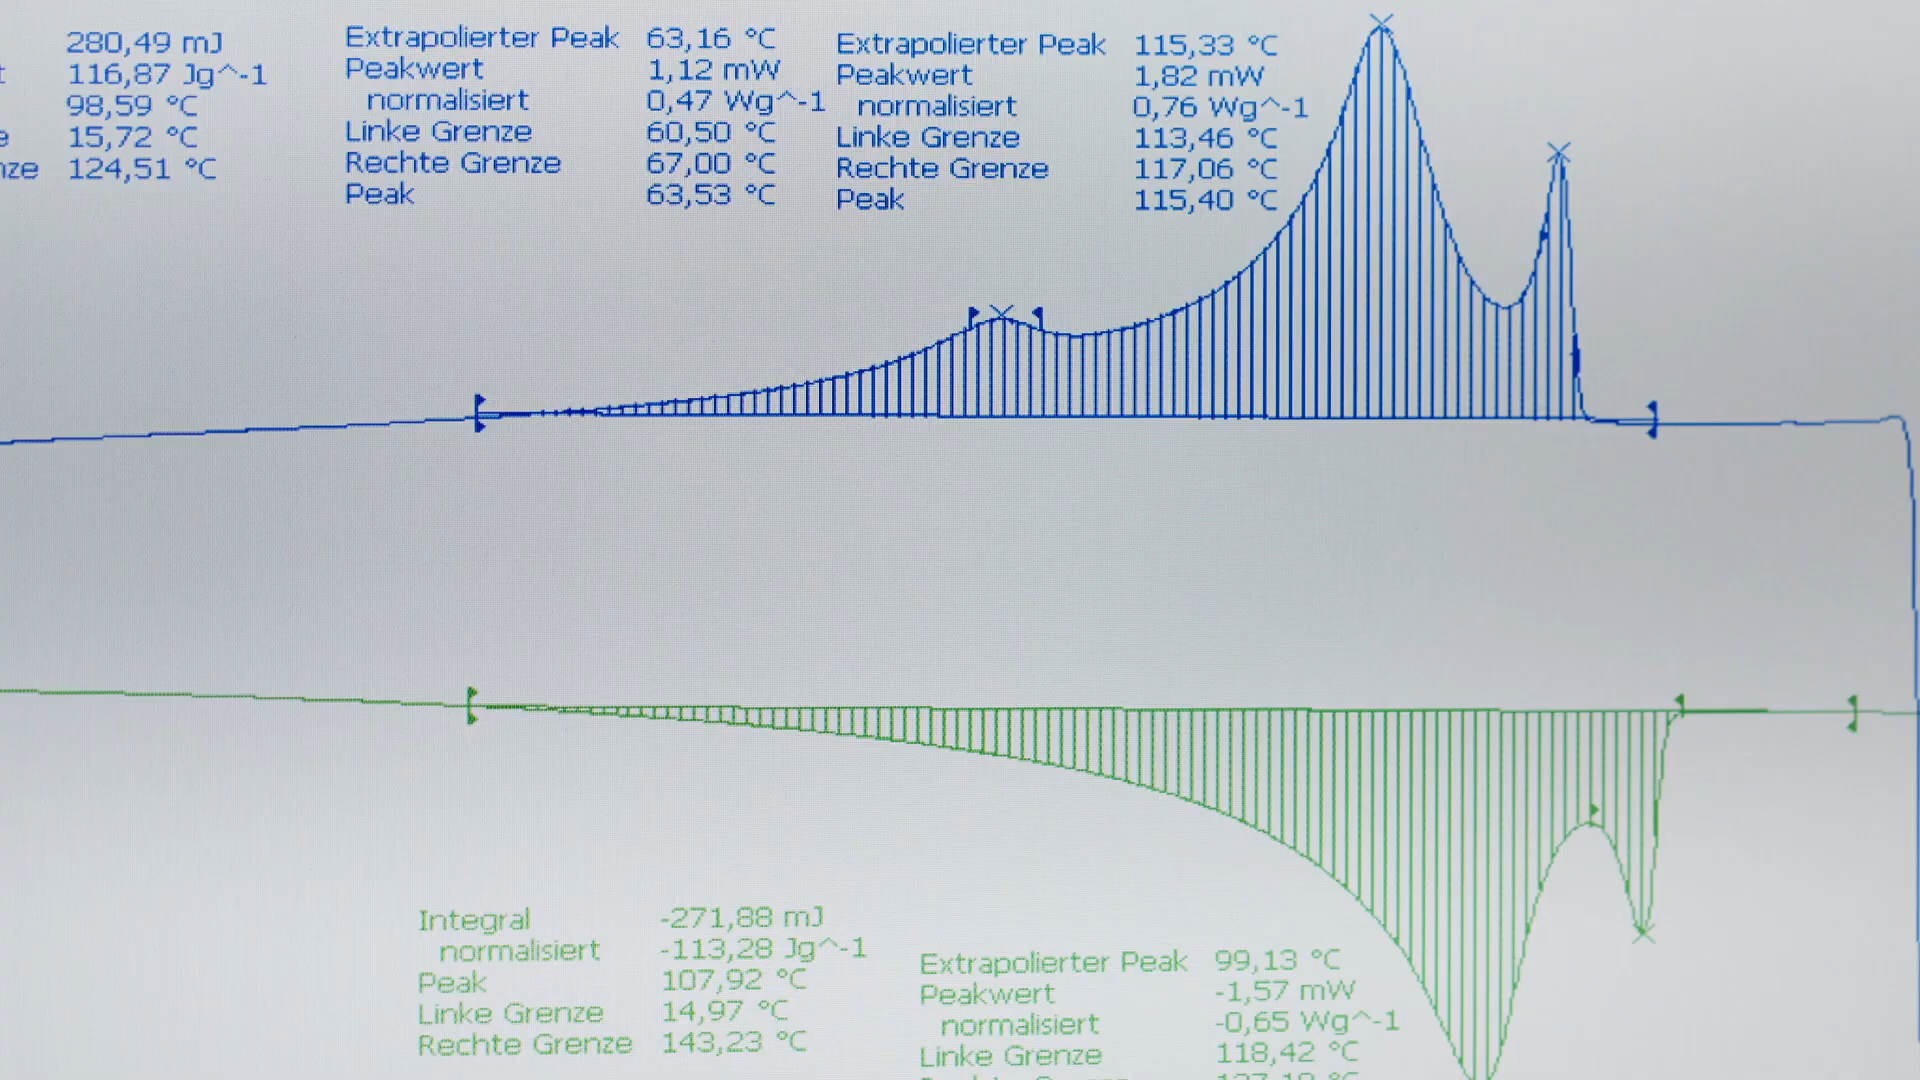 280,49 mJ
116,87 Jg^-1
98,59 °C
15,72 °C
124,51 °C
Extrapolierter Peak 63,16 °C
Peakwert 1,12 mW
normalisiert 0,47 Wg^-1
Linke Grenze 60,50 °C
Rechte Grenze 67,00 °C
Peak 63,53 °C
Extrapolierter Peak 115,33 °C
Peakwert 1,82 mW
normalisiert 0,76 Wg^-1
Linke Grenze 113,46 °C
Rechte Grenze 117,06 °C
Peak 115,40 °C
Integral -271,88 mJ
normalisiert -113,28 Jg^-1
Peak 107,92 °C
Linke Grenze 14,97 °C
Rechte Grenze 143,23 °C
Extrapolierter Peak 99,13 °C
Peakwert -1,57 mW
normalisiert -0,65 Wg^-1
Linke Grenze 118,42 °C